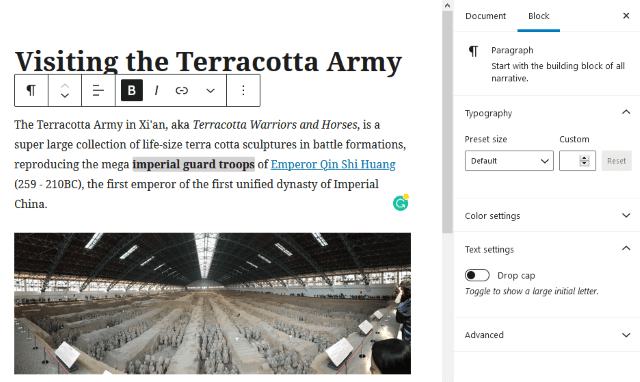 Visiting the Terracotta Army
B I
The Terracotta Army in Xi'an, aka Terracotta Warriors and Horses, is a
super large collection of life-size terra cotta sculptures in battle formations,
reproducing the mega imperial guard troops of Emperor Qin Shi Huang
(259 - 210BC), the first emperor of the first unified dynasty of Imperial
China.
Document Block
Paragraph
Start with the building block of all
narrative.
Typography
Preset size Custom
Default Reset
Color settings
Text settings
Drop cap
Toggle to show a large initial letter.
Advanced